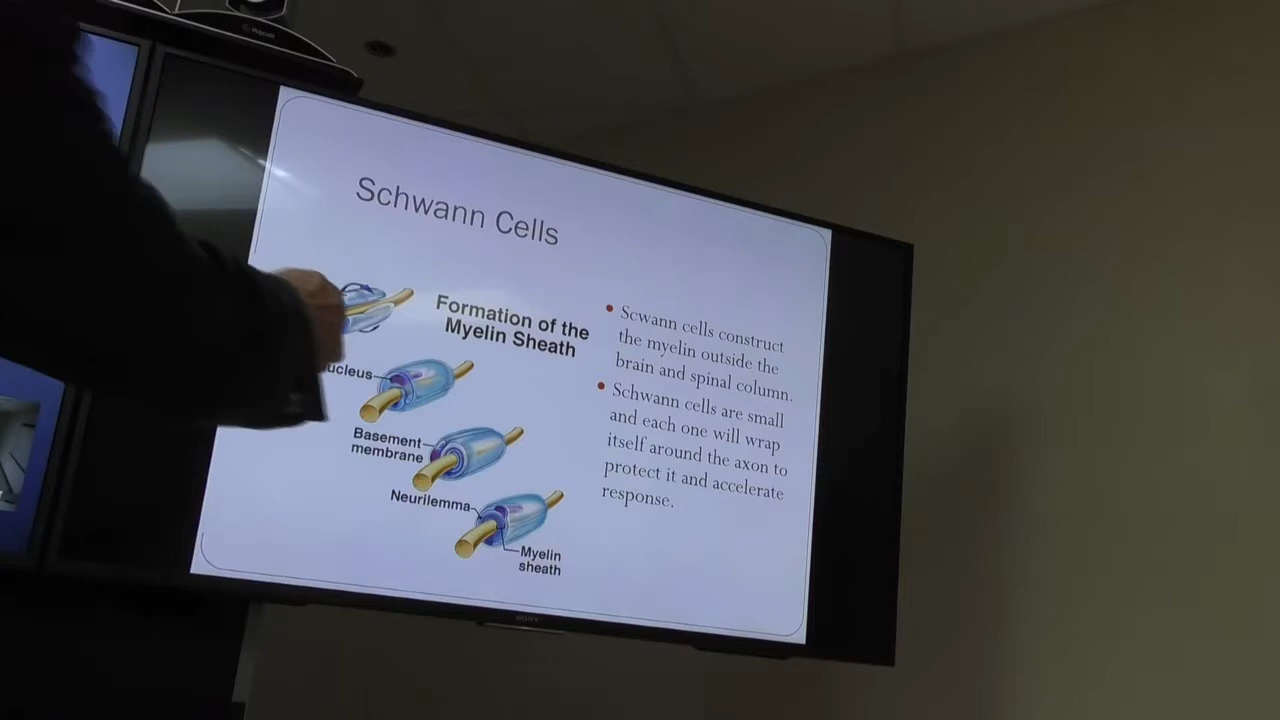 Polycom
Schwann Cells
Formation of the
Myelin Sheath
ucleus
Basement
membrane
Neurilemma
Myelin
sheath
Scwann cells construct
the myelin outside the
brain and spinal column.
Schwann cells are small
and each one will wrap
itself around the axon to
protect it and accelerate
response.
SONY